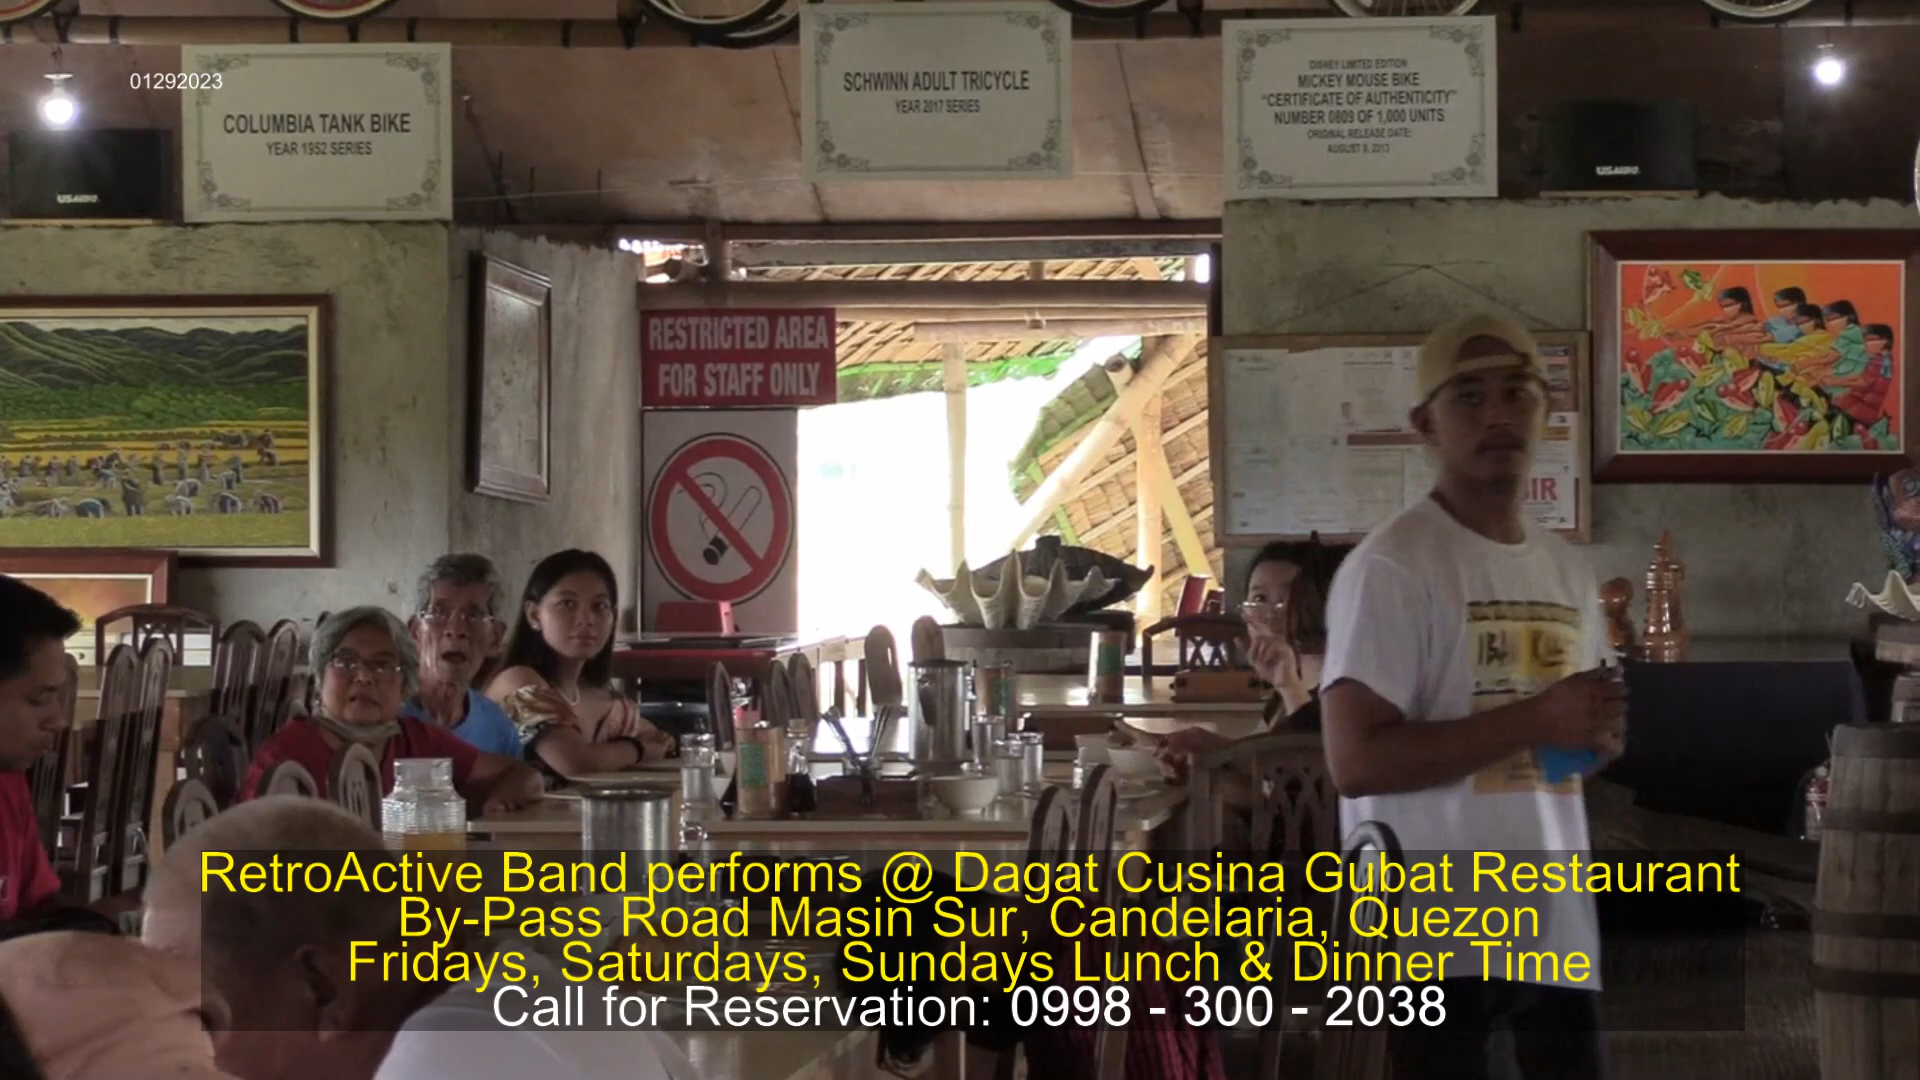 01292023
COLUMBIA TANK BIKE
YEAR 1952 SERIES
SCHWINN ADULT TRICYCLE
YEAR 2017 SERIES
DISNEY LIMITED EDITION
MICKEY MOUSE BIKE
"CERTIFICATE OF AUTHENTICITY"
NUMBER 0809 OF 1,000 UNITS
ORIGINAL RELEASE DATE:
AUGUST 9, 2013
RESTRICTED AREA
FOR STAFF ONLY
RetroActive Band performs @ Dagat Cusina Gubat Restaurant
By-Pass Road Masin Sur, Candelaria, Quezon
Fridays, Saturdays, Sundays Lunch & Dinner Time
Call for Reservation: 0998 - 300 - 2038